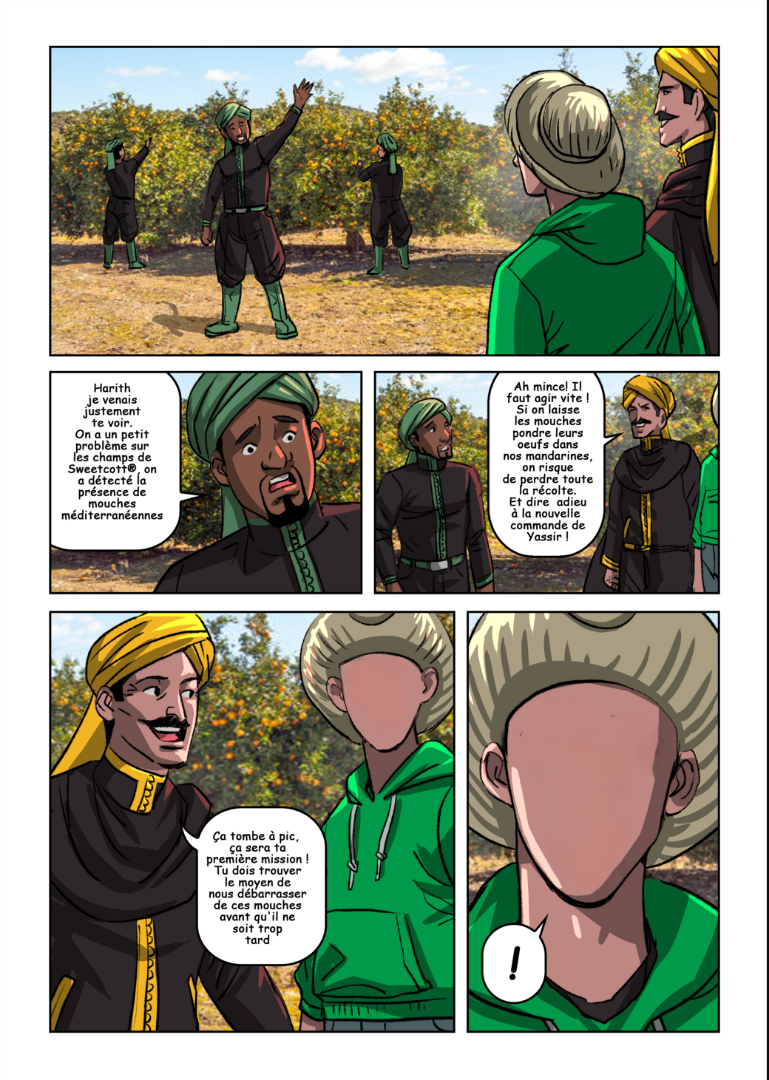 Harith
je venais
justement
te voir.
On a un petit
problème sur
les champs de
Sweetcott®, on
a détecté la
présence de
mouches
méditerranéennes
Ah mince! Il
faut agir vite !
Si on laisse
les mouches
pondre leurs
oeufs dans
nos mandarines,
on risque
de perdre toute
la récolte.
Et dire adieu
à la nouvelle
commande de
Yassir !
Ça tombe à pic,
ça sera ta
première mission !
Tu dois trouver
le moyen de
nous débarrasser
de ces mouches
avant qu'il ne
soit trop
tard
!